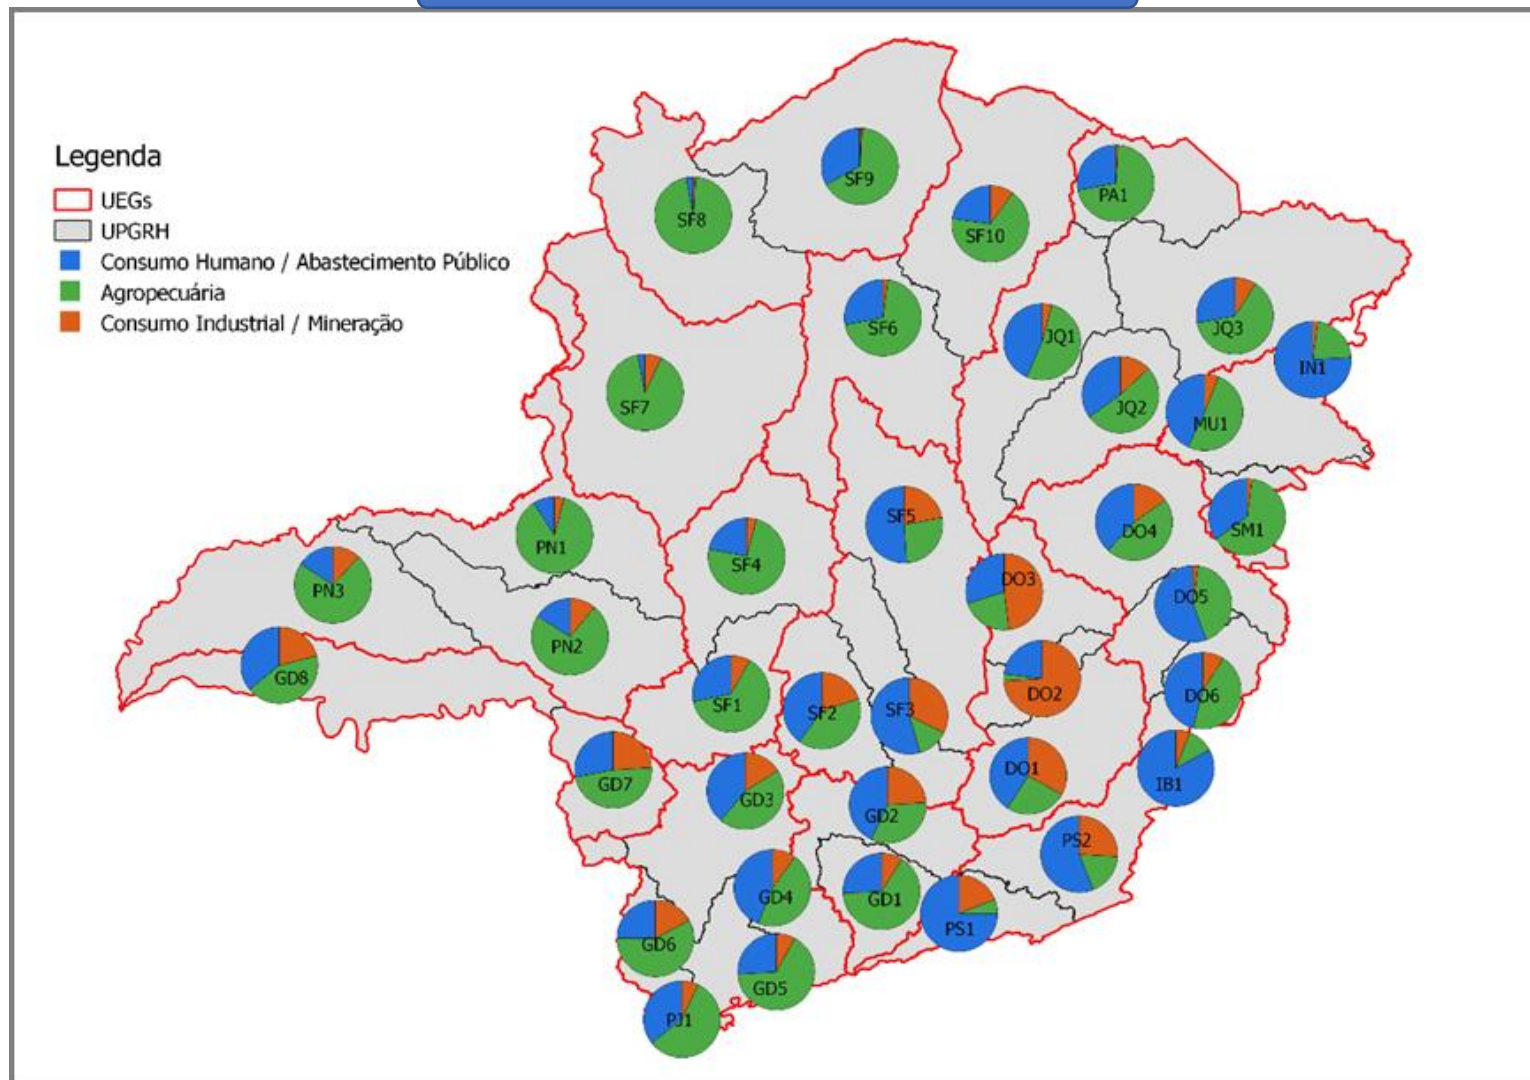 Legenda
UEGs
UPGRH
Consumo Humano / Abastecimento Público
Agropecuária
Consumo Industrial / Mineração
SF9
PA1
SF8
SF10
SF6
JQ3
JQ1
IN1
SF7
JQ2
MU1
SF5
DO4
SM1
PN1
SF4
DO3
PN3
DO5
PN2
GD8
DO2
DO6
SF1
SF2
SF3
GD7
DO1
IB1
GD3
GD2
PS2
GD4
GD1
PS1
GD6
GD5
PJ1